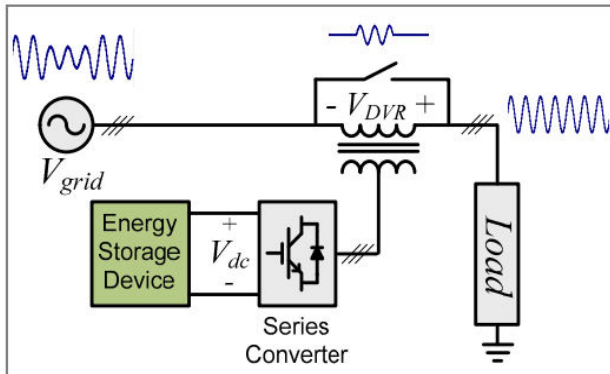 - V_DVR +
V_grid
Energy
Storage
Device
+
V_dc
-
Series
Converter
Load